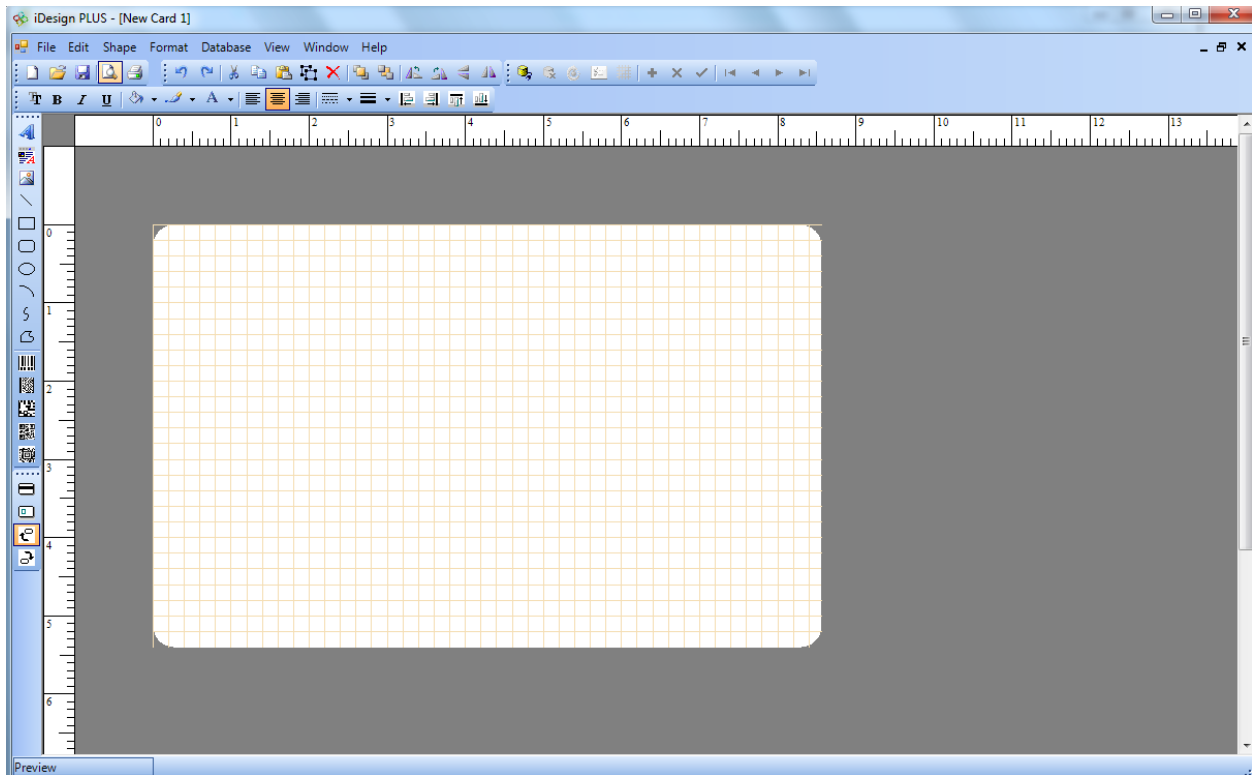 iDesign PLUS - [New Card 1]
File Edit Shape Format Database View Window Help
T B I U A
0 1 2 3 4 5 6 7 8 9 10 11 12 13
0
1
2
3
4
5
6
Preview